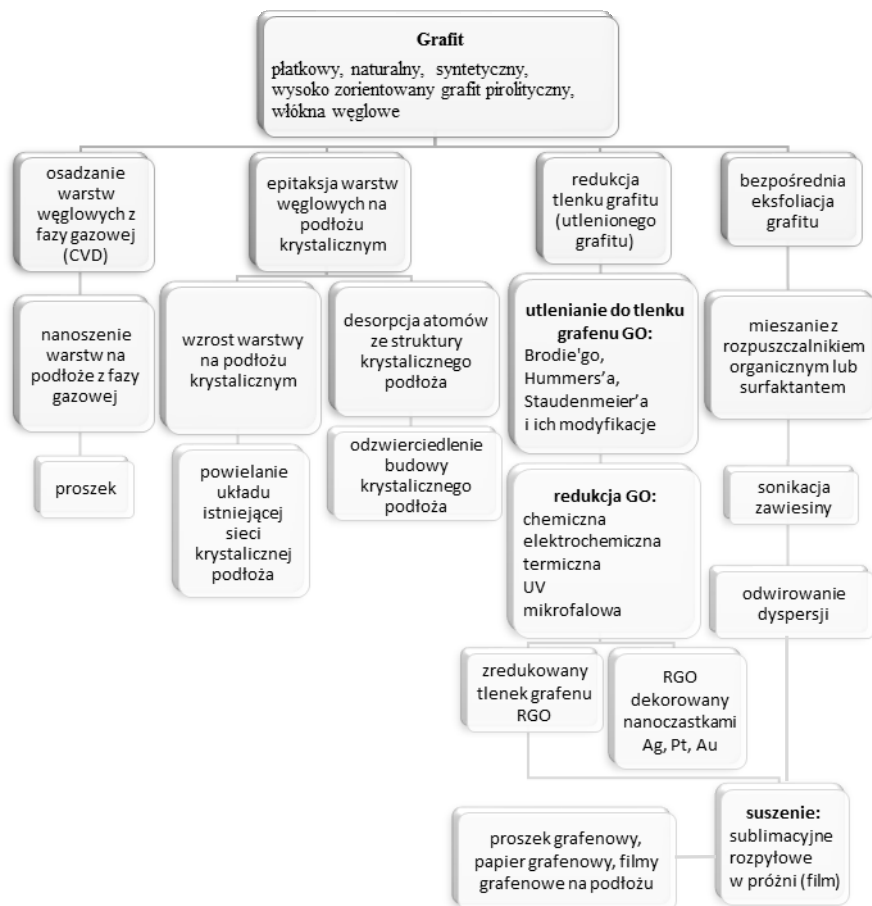 Grafit
płatkowy, naturalny, syntetyczny,
wysoko zorientowany grafit pirolityczny,
włókna węglowe
osadzanie
warstw
węglowych z
fazy gazowej
(CVD)
nanoszenie
warstw na
podłoże z fazy
gazowej
proszek
epitaksja warstw
węglowych na
podłożu
krystalicznym
wzrost warstwy
na podłożu
krystalicznym
powielanie
układu
istniejącej
sieci
krystalicznej
podłoża
desorpcja atomów
ze struktury
krystalicznego
podłoża
odzwierciedlenie
budowy
krystalicznego
podłoża
redukcja
tlenku grafitu
(utlenionego
grafitu)
utlenianie do tlenku
grafenu GO:
Brodie'go,
Hummers’a,
Staudenmeier’a
i ich modyfikacje
redukcja GO:
chemiczna
elektrochemiczna
termiczna
UV
mikrofalowa
zredukowany
tlenek grafenu
RGO
RGO
dekorowany
nanoczastkami
Ag, Pt, Au
bezpośrednia
eksfoliacja
grafitu
mieszanie z
rozpuszczalnikiem
organicznym lub
surfaktantem
sonikacja
zawiesiny
odwirowanie
dyspersji
suszenie:
sublimacyjne
rozpyłowe
w próżni (film)
proszek grafenowy,
papier grafenowy, filmy
grafenowe na podłożu